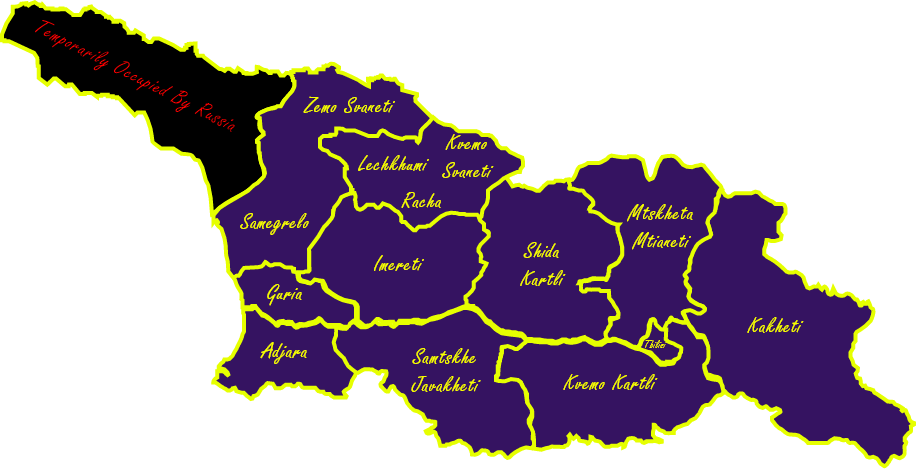 Temporarily Occupied By Russia
Zemo Svaneti
Kvemo
Svaneti
Lechkhumi
Racha
Samegrelo
Mtskheta
Mtianeti
Shida
Kartli
Imereti
Guria
Kakheti
Tbilisi
Adjara
Samtskhe
Javakheti
Kvemo Kartli